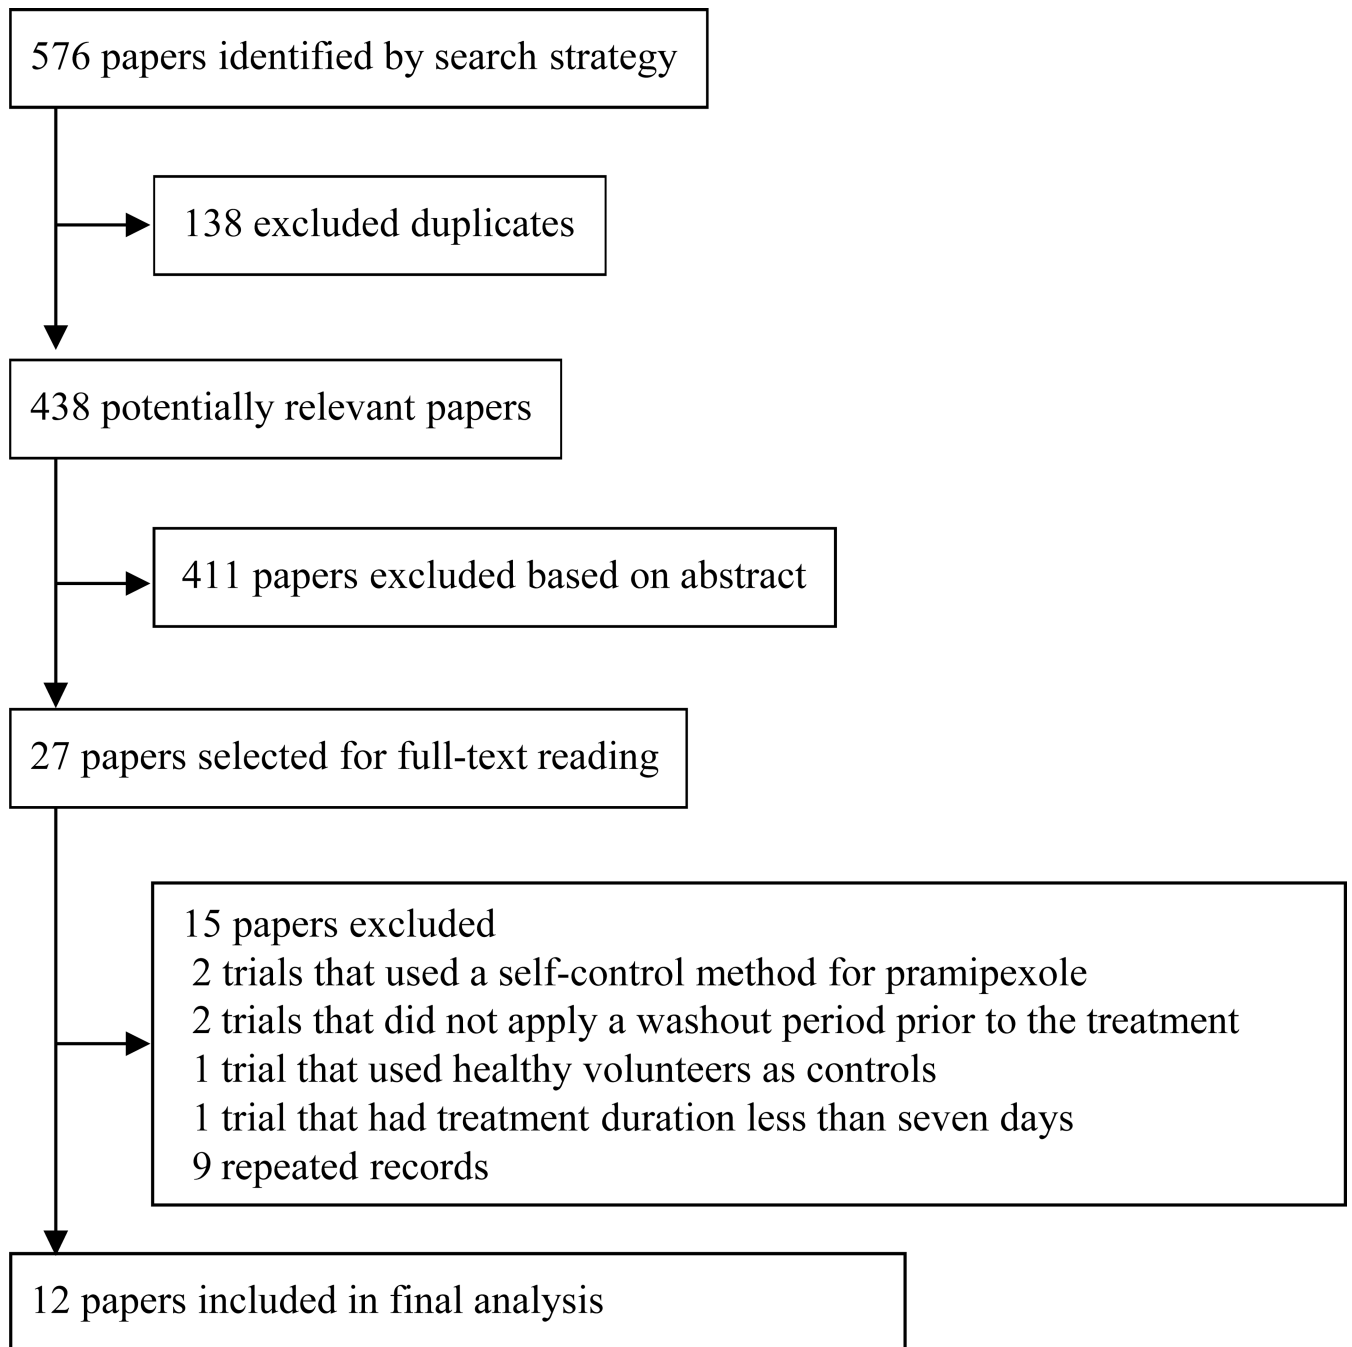 576 papers identified by search strategy
138 excluded duplicates
438 potentially relevant papers
411 papers excluded based on abstract
27 papers selected for full-text reading
15 papers excluded
2 trials that used a self-control method for pramipexole
2 trials that did not apply a washout period prior to the treatment
1 trial that used healthy volunteers as controls
1 trial that had treatment duration less than seven days
9 repeated records
12 papers included in final analysis